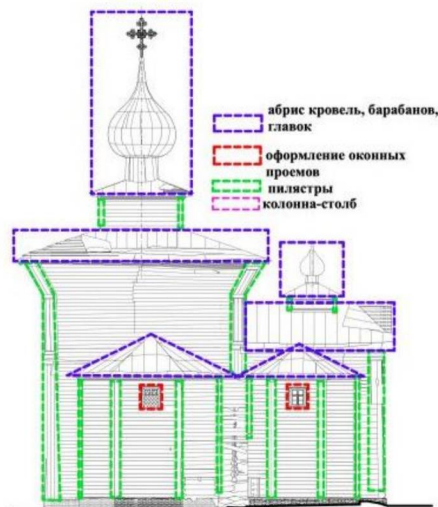 абрис кровель, барабанов,
главок
оформление оконных
проемов
пилястры
колонна-столб